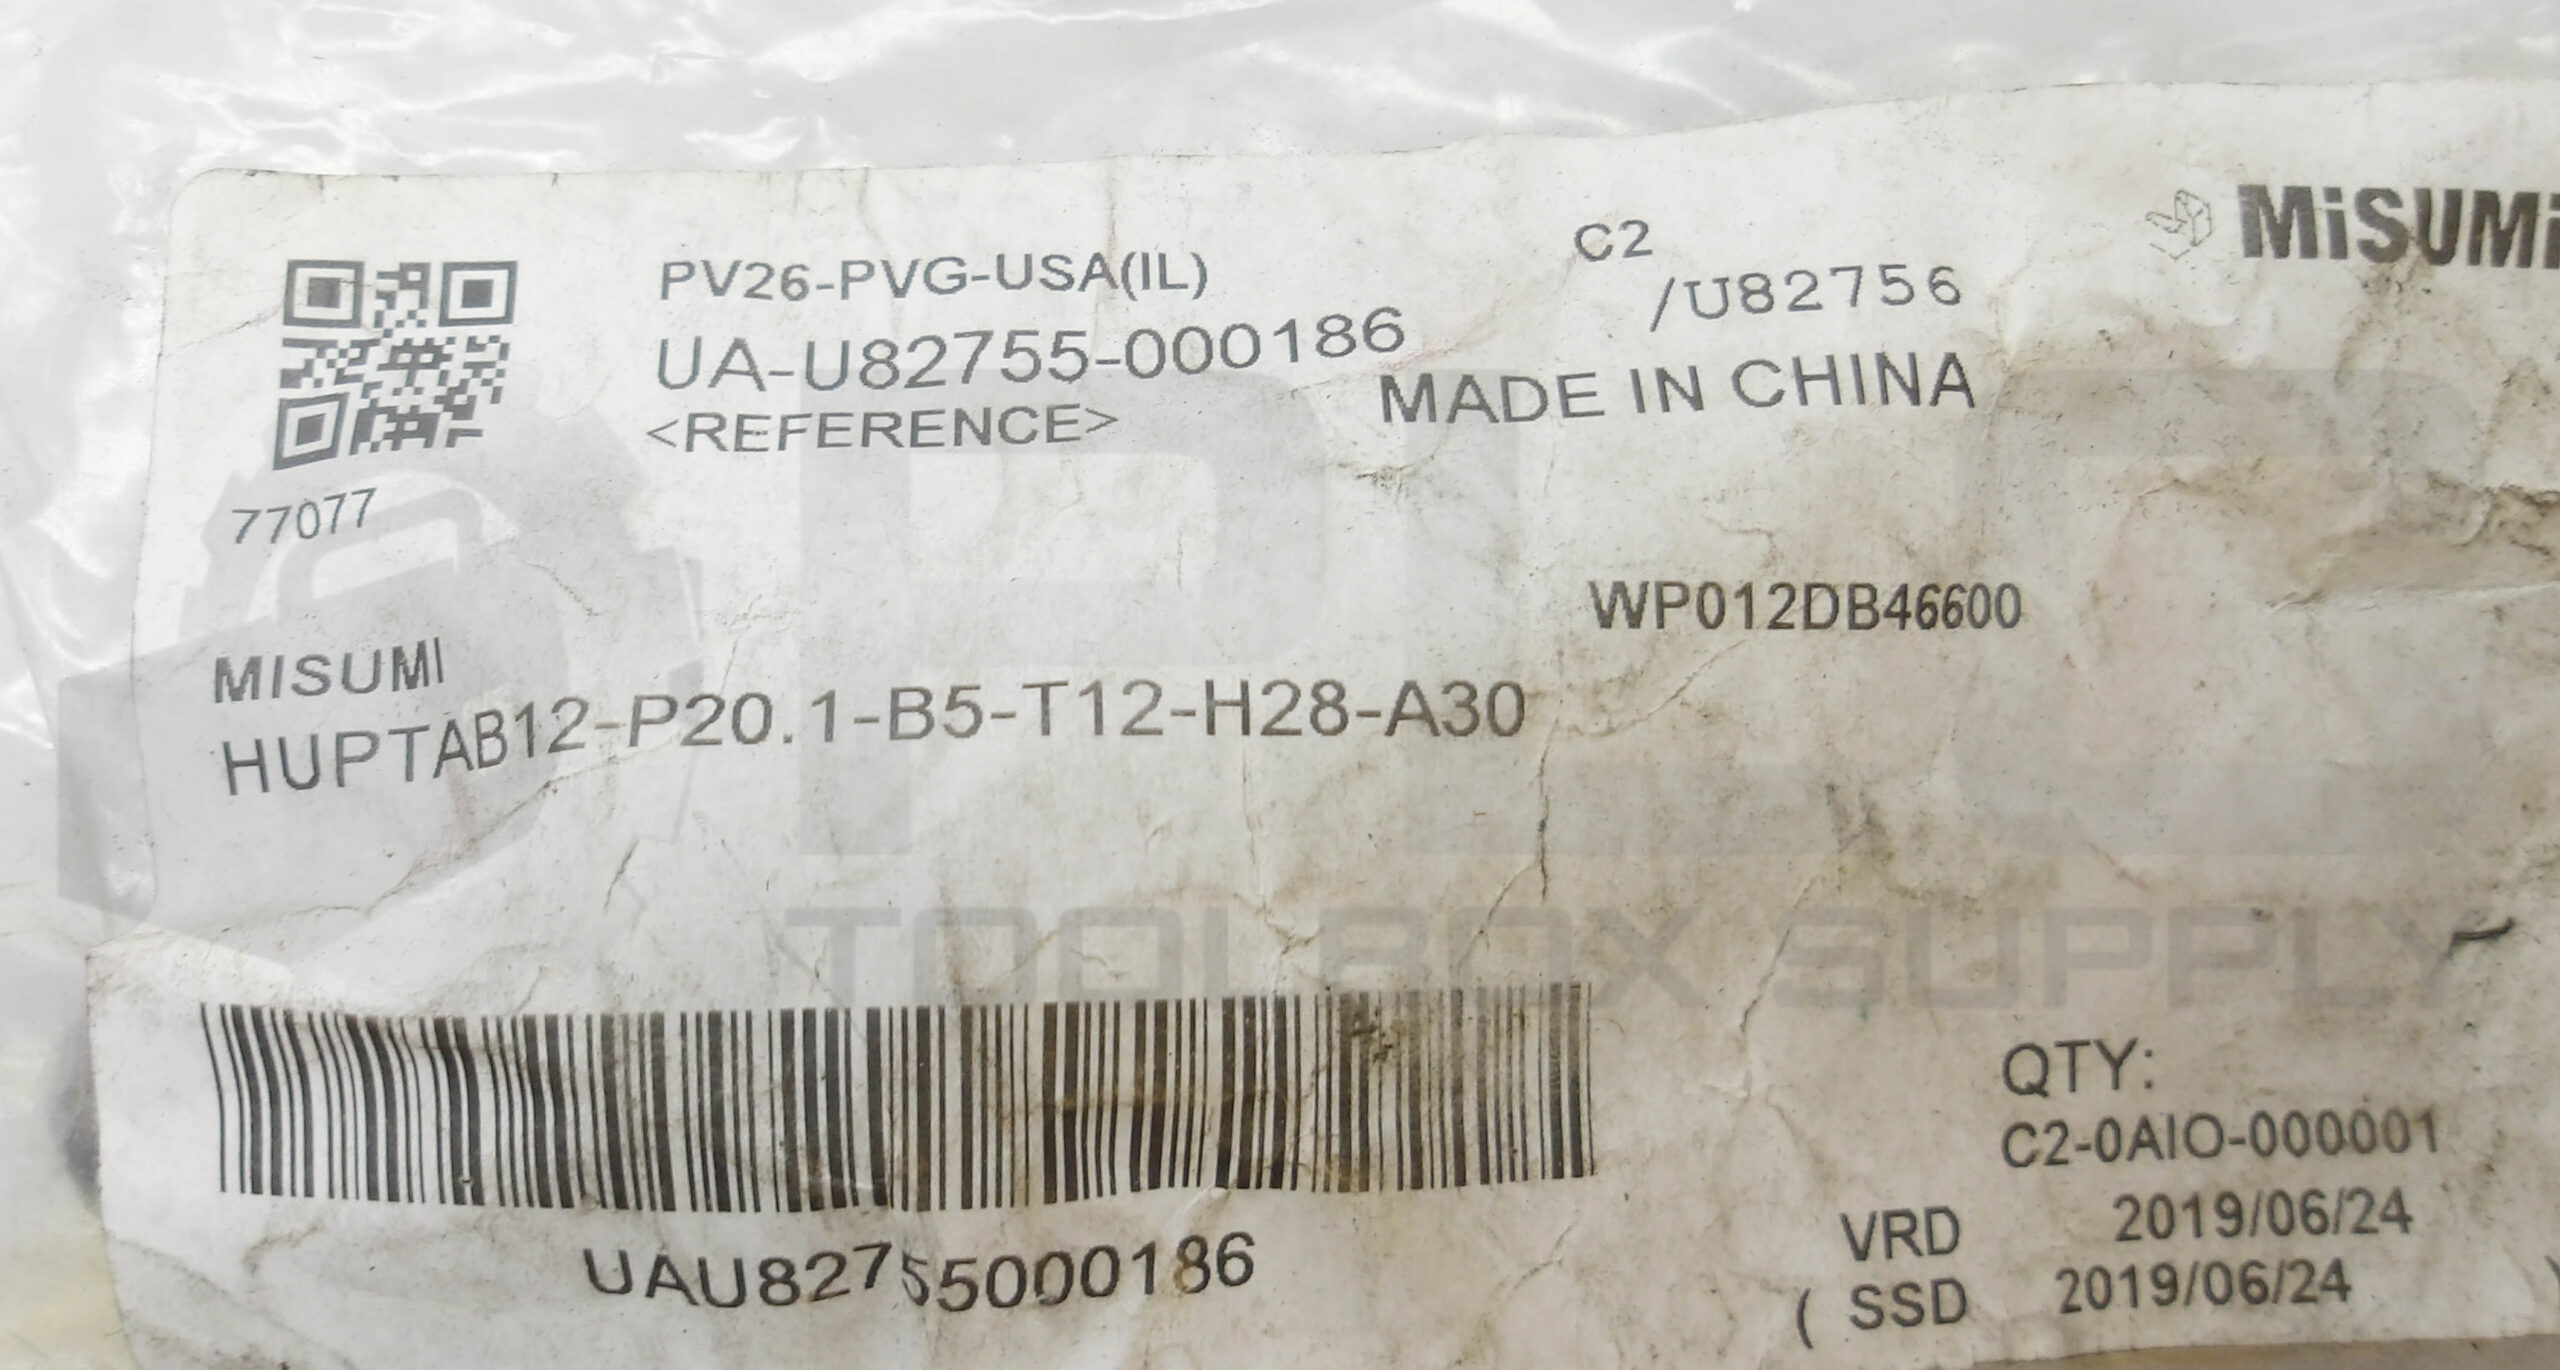 C2
MiSUMi
PV26-PVG-USA(IL)
/U82756
UA-U82755-000186
MADE IN CHINA
<REFERENCE>
77077
WP012DB46600
MISUMI
HUPTAB12-P20.1-B5-T12-H28-A30
TOOLBOX SUPPLY
QTY:
C2-0AIO-000001
UAU82755000186
VRD 2019/06/24
( SSD 2019/06/24 )